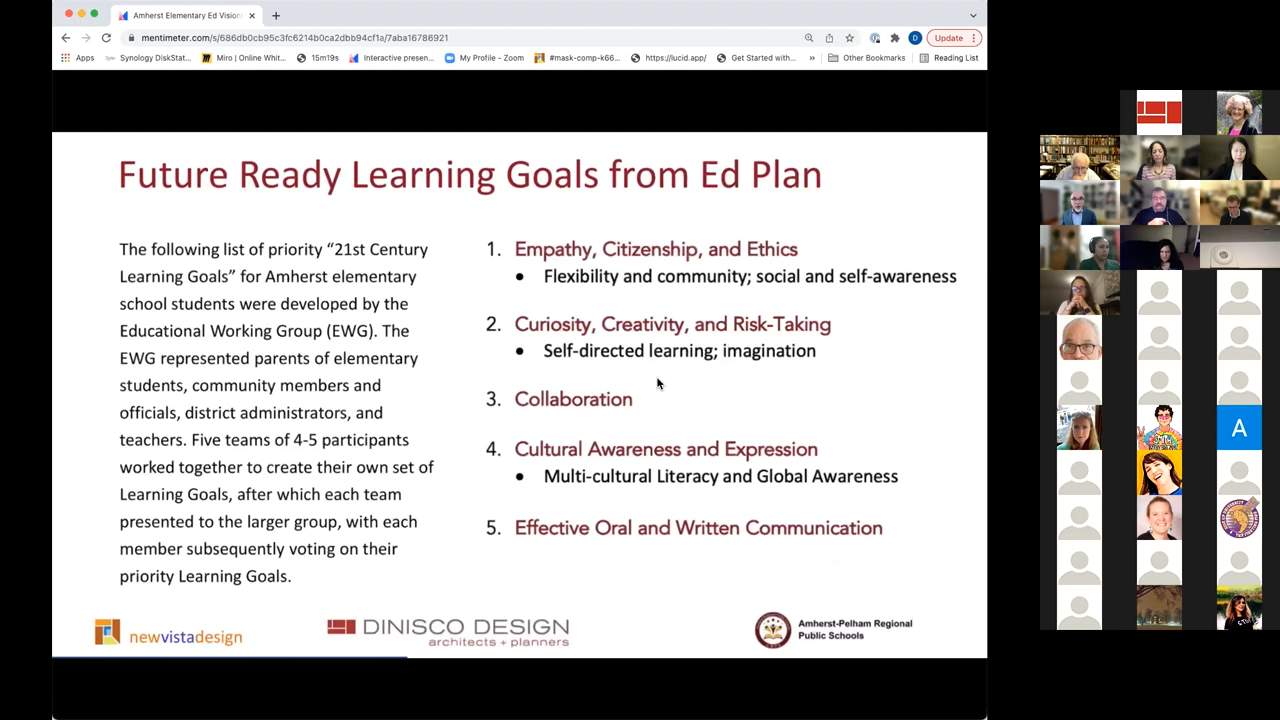 Amherst Elementary Ed Vision
mentimeter.com/s/686db0cb95c3fc6214b0ca2dbb94cf1a/7aba16786921
Update
Apps
Synology DiskStat...
Miro | Online Whit...
15m19s
Interactive presen...
My Profile - Zoom
#mask-comp-k66...
https://lucid.app/
Get Started with...
»
Other Bookmarks
Reading List
Future Ready Learning Goals from Ed Plan
The following list of priority “21st Century
Learning Goals” for Amherst elementary
school students were developed by the
Educational Working Group (EWG). The
EWG represented parents of elementary
students, community members and
officials, district administrators, and
teachers. Five teams of 4-5 participants
worked together to create their own set of
Learning Goals, after which each team
presented to the larger group, with each
member subsequently voting on their
priority Learning Goals.
1. Empathy, Citizenship, and Ethics
• Flexibility and community; social and self-awareness
2. Curiosity, Creativity, and Risk-Taking
• Self-directed learning; imagination
3. Collaboration
4. Cultural Awareness and Expression
• Multi-cultural Literacy and Global Awareness
5. Effective Oral and Written Communication
newvistadesign
DINISCO DESIGN
architects + planners
Amherst-Pelham Regional
Public Schools
D
A